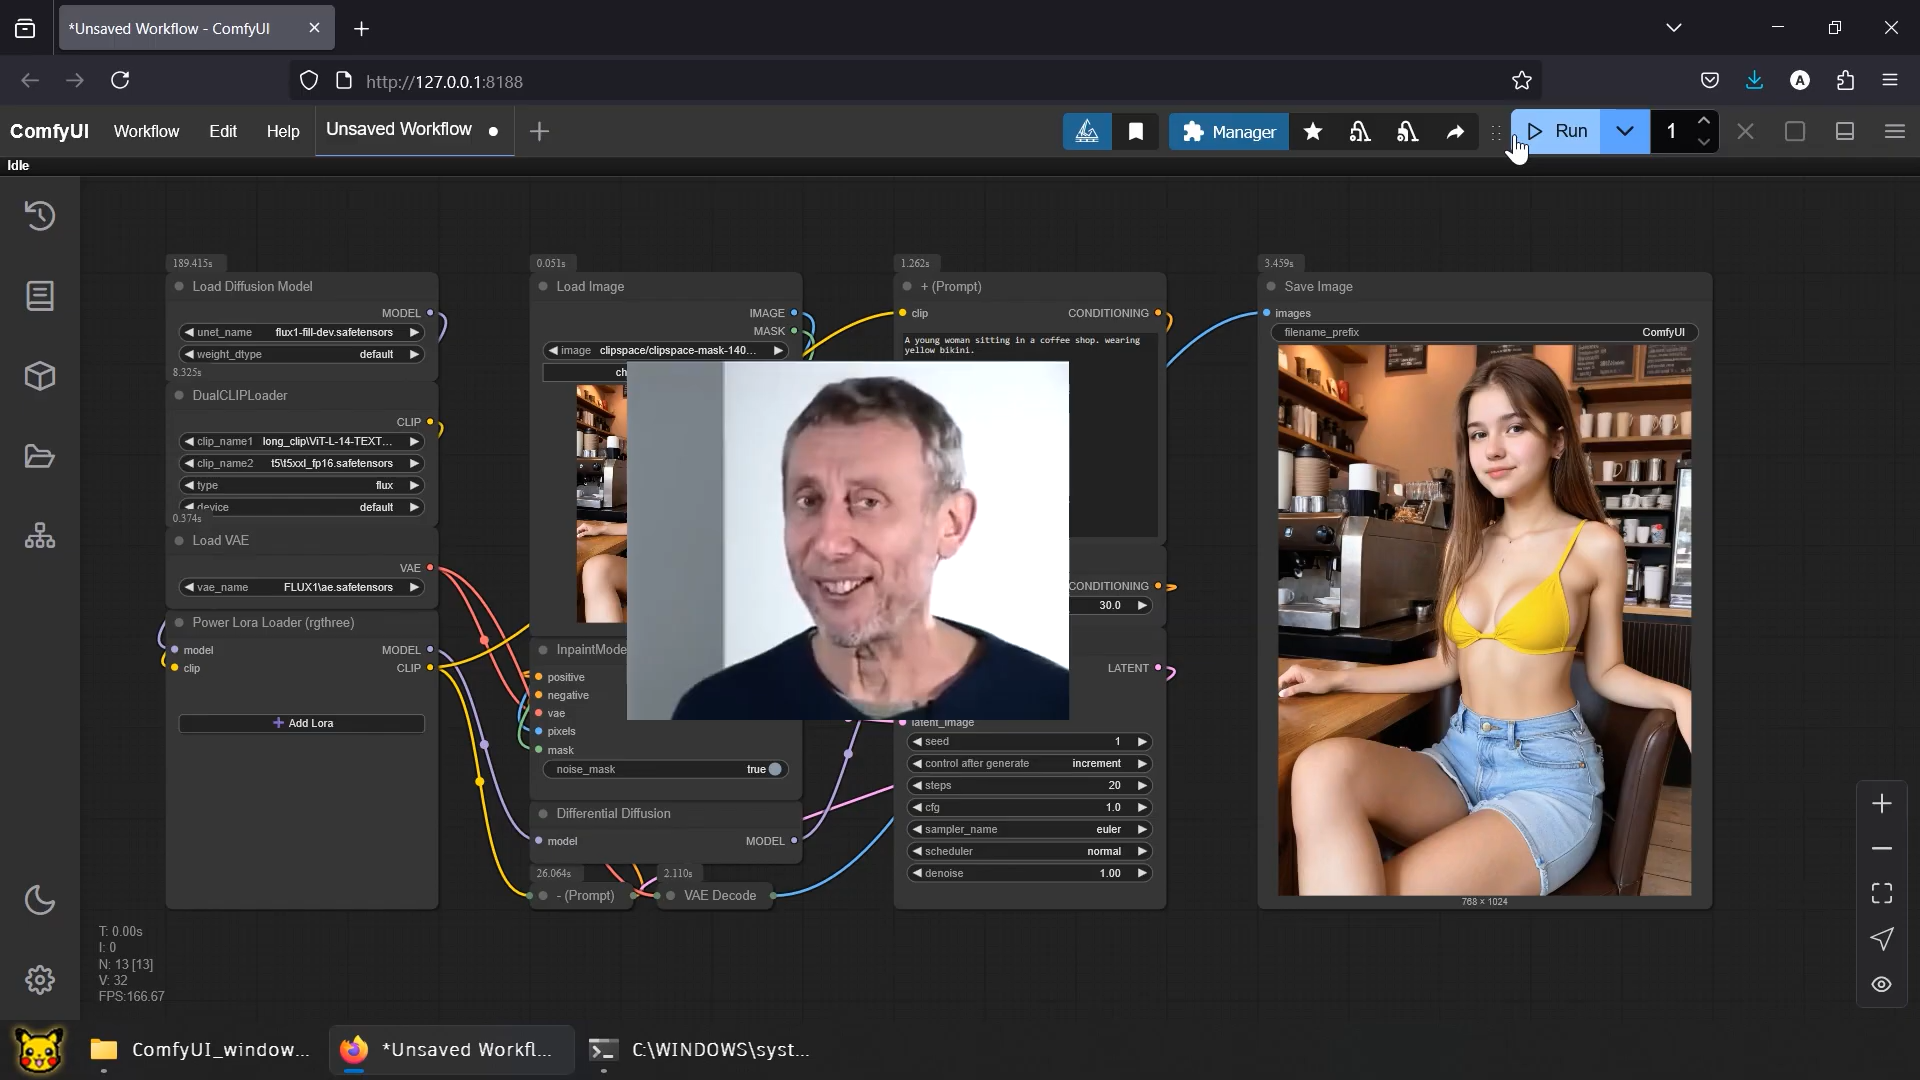 *Unsaved Workflow - ComfyUI
http://127.0.0.1:8188
ComfyUI
Workflow
Edit
Help
Unsaved Workflow
Manager
Run
1
Idle
189.415s
Load Diffusion Model
MODEL
unet_name flux1-fill-dev.safetensors
weight_dtype default
8.325s
DualCLIPLoader
CLIP
clip_name1 long_clip\ViT-L-14-TEXT...
clip_name2 t5\t5xxl_fp16.safetensors
type flux
device default
0.374s
Load VAE
VAE
vae_name FLUX1\ae.safetensors
Power Lora Loader (rgthree)
model MODEL
clip CLIP
Add Lora
0.051s
Load Image
IMAGE
MASK
image clipspace/clipspace-mask-140...
ch
InpaintMode
positive
negative
vae
pixels
mask
noise_mask true
Differential Diffusion
model MODEL
26.064s
- (Prompt)
2.110s
VAE Decode
1.262s
+ (Prompt)
clip CONDITIONING
A young woman sitting in a coffee shop. wearing
yellow bikini.
CONDITIONING
30.0
LATENT
latent_image
seed 1
control after generate increment
steps 20
cfg 1.0
sampler_name euler
scheduler normal
denoise 1.00
3.459s
Save Image
images
filename_prefix ComfyUI
768 × 1024
T: 0.00s
I: 0
N: 13 [13]
V: 32
FPS:166.67
ComfyUI_window...
*Unsaved Workfl...
C:\WINDOWS\syst...
A